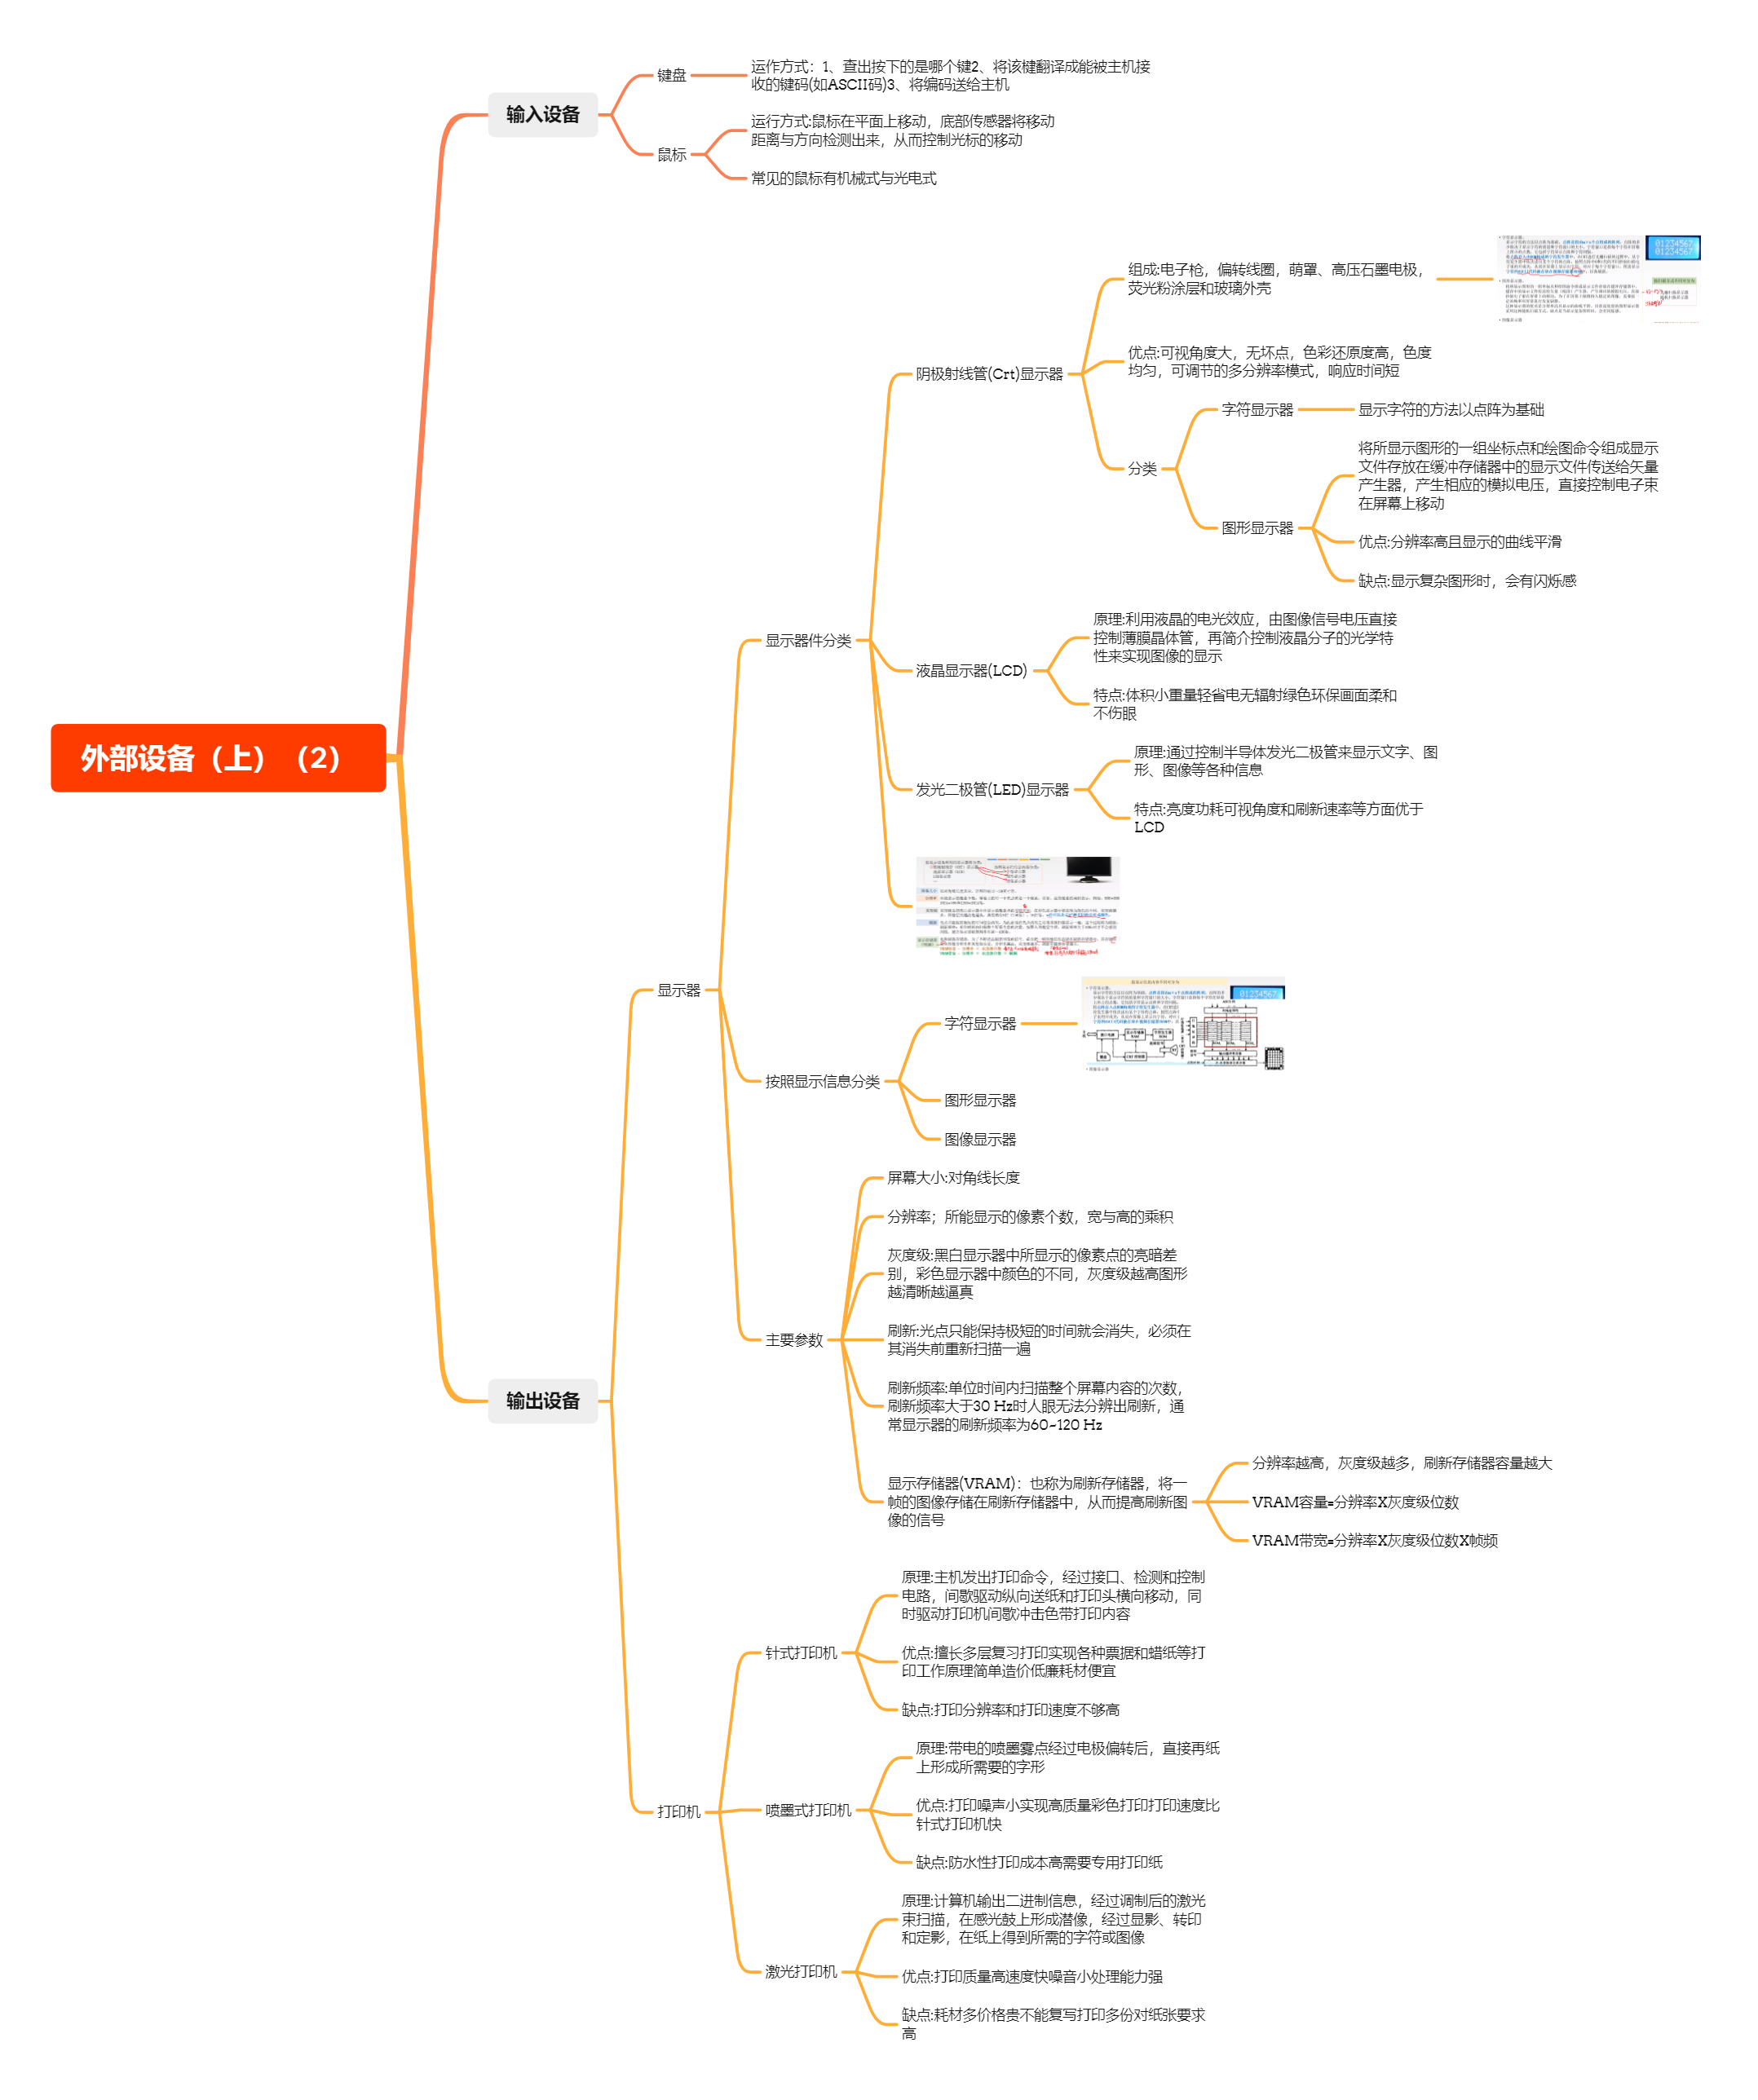 外部设备（上）（2）
输入设备
键盘
运作方式：1、查出按下的是哪个键2、将该楗翻译成能被主机接
收的键码(如ASCII码)3、将编码送给主机
鼠标
运行方式:鼠标在平面上移动，底部传感器将移动
距离与方向检测出来，从而控制光标的移动
常见的鼠标有机械式与光电式
输出设备
显示器
显示器件分类
阴极射线管(Crt)显示器
组成:电子枪，偏转线圈，萌罩、高压石墨电极，
荧光粉涂层和玻璃外壳
01234567
01234567
优点:可视角度大，无坏点，色彩还原度高，色度
均匀，可调节的多分辨率模式，响应时间短
分类
字符显示器
显示字符的方法以点阵为基础
图形显示器
将所显示图形的一组坐标点和绘图命令组成显示
文件存放在缓冲存储器中的显示文件传送给矢量
产生器，产生相应的模拟电压，直接控制电子束
在屏幕上移动
优点:分辨率高且显示的曲线平滑
缺点:显示复杂图形时，会有闪烁感
液晶显示器(LCD)
原理:利用液晶的电光效应，由图像信号电压直接
控制薄膜晶体管，再简介控制液晶分子的光学特
性来实现图像的显示
特点:体积小重量轻省电无辐射绿色环保画面柔和
不伤眼
发光二极管(LED)显示器
原理:通过控制半导体发光二极管来显示文字、图
形、图像等各种信息
特点:亮度功耗可视角度和刷新速率等方面优于
LCD
按照显示信息分类
字符显示器
01234567
图形显示器
图像显示器
主要参数
屏幕大小:对角线长度
分辨率；所能显示的像素个数，宽与高的乘积
灰度级:黑白显示器中所显示的像素点的亮暗差
别，彩色显示器中颜色的不同，灰度级越高图形
越清晰越逼真
刷新:光点只能保持极短的时间就会消失，必须在
其消失前重新扫描一遍
刷新频率:单位时间内扫描整个屏幕内容的次数，
刷新频率大于30 Hz时人眼无法分辨出刷新，通
常显示器的刷新频率为60~120 Hz
显示存储器(VRAM)：也称为刷新存储器，将一
帧的图像存储在刷新存储器中，从而提高刷新图
像的信号
分辨率越高，灰度级越多，刷新存储器容量越大
VRAM容量=分辨率X灰度级位数
VRAM带宽=分辨率X灰度级位数X帧频
打印机
针式打印机
原理:主机发出打印命令，经过接口、检测和控制
电路，间歇驱动纵向送纸和打印头横向移动，同
时驱动打印机间歇冲击色带打印内容
优点:擅长多层复习打印实现各种票据和蜡纸等打
印工作原理简单造价低廉耗材便宜
缺点:打印分辨率和打印速度不够高
喷墨式打印机
原理:带电的喷墨雾点经过电极偏转后，直接再纸
上形成所需要的字形
优点:打印噪声小实现高质量彩色打印打印速度比
针式打印机快
缺点:防水性打印成本高需要专用打印纸
激光打印机
原理:计算机输出二进制信息，经过调制后的激光
束扫描，在感光鼓上形成潜像，经过显影、转印
和定影，在纸上得到所需的字符或图像
优点:打印质量高速度快噪音小处理能力强
缺点:耗材多价格贵不能复写打印多份对纸张要求
高